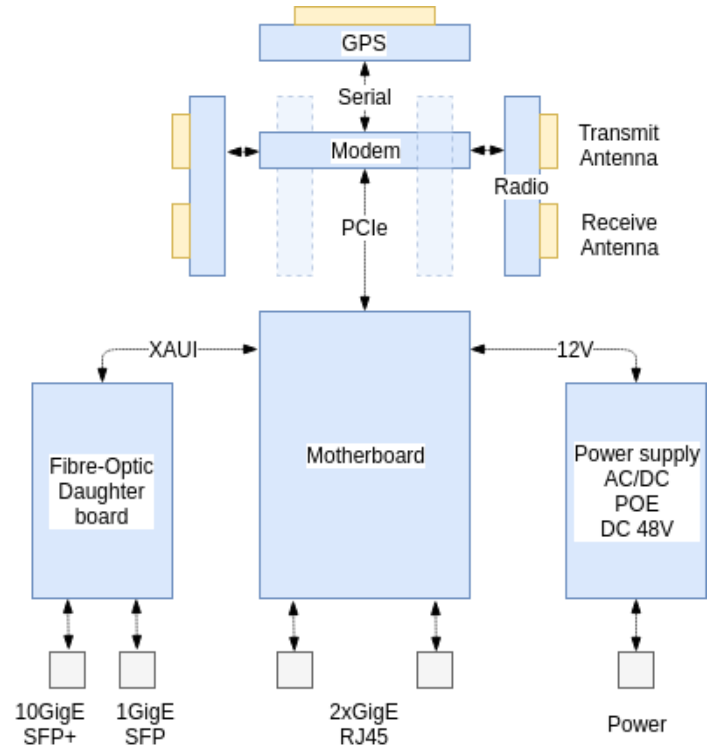 GPS
Serial
Modem
Transmit
Antenna
Radio
PCIe
Receive
Antenna
XAUI
12V
Fibre-Optic
Daughter
board
Motherboard
Power supply
AC/DC
POE
DC 48V
10GigE
SFP+
1GigE
SFP
2xGigE
RJ45
Power